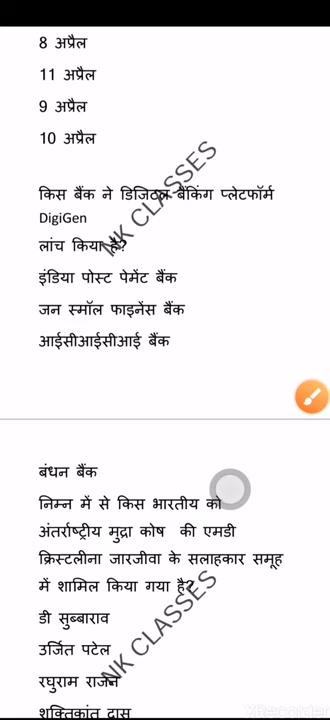 8 अप्रैल
11 अप्रैल
9 अप्रैल
10 अप्रैल
किस बैंक ने डिजिटल बैंकिंग प्लेटफॉर्म
DigiGen
लांच किया है?
इंडिया पोस्ट पेमेंट बैंक
जन स्मॉल फाइनेंस बैंक
आईसीआईसीआई बैंक
NK CLASSES
बंधन बैंक
निम्न में से किस भारतीय को
अंतर्राष्ट्रीय मुद्रा कोष की एमडी
क्रिस्टलीना जारजीवा के सलाहकार समूह
में शामिल किया गया है?
डी सुब्बाराव
उर्जित पटेल
रघुराम राजन
शक्तिकांत दास
NK CLASSES
XRecorder